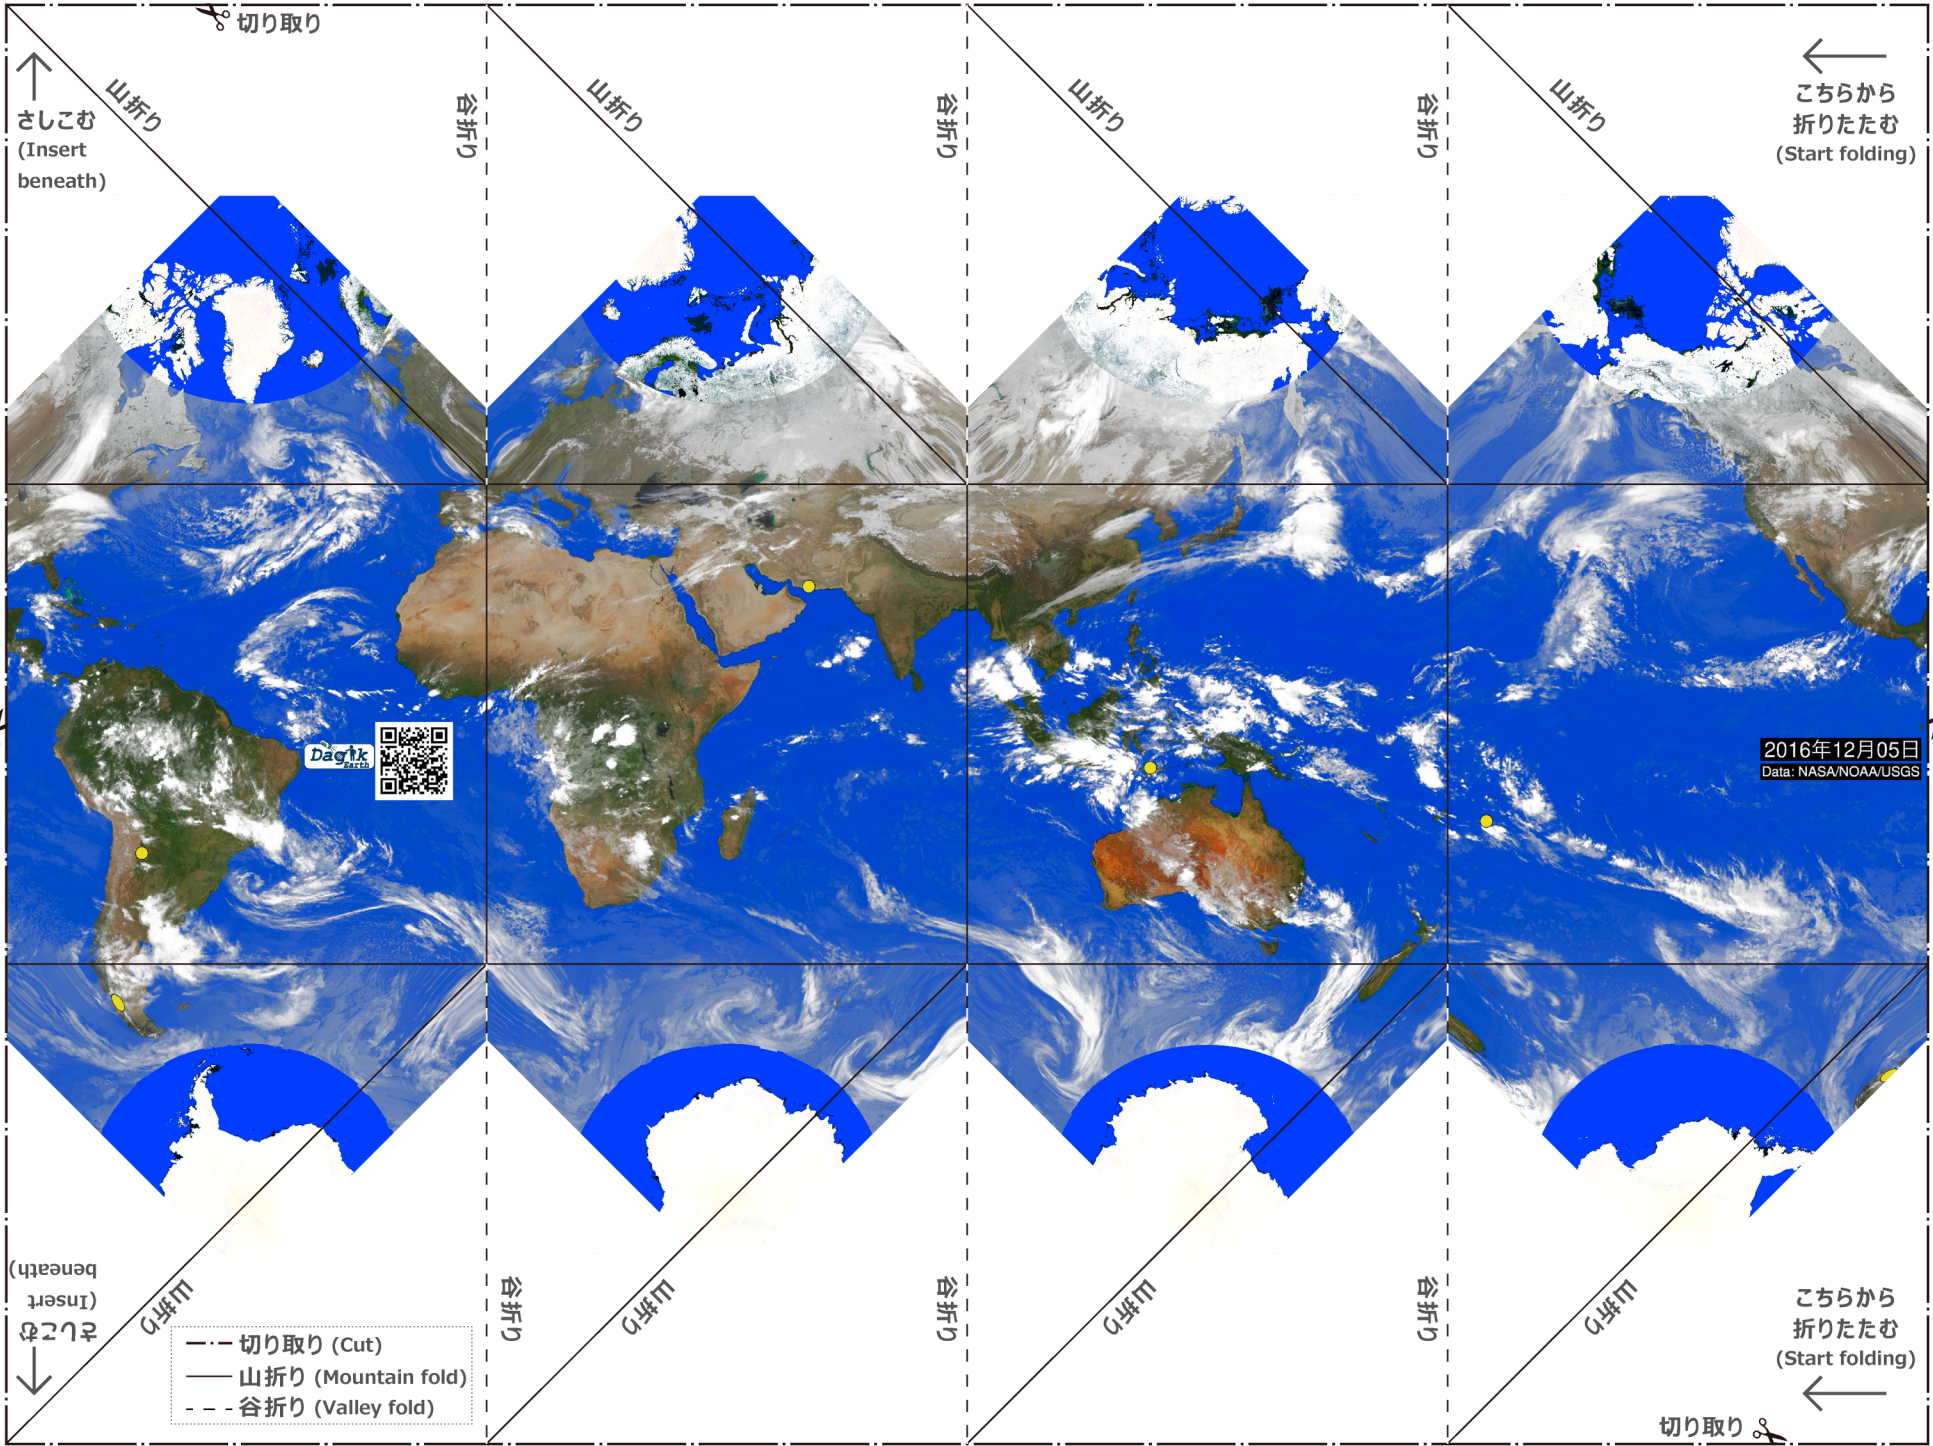 切り取り
山折り
谷折り
山折り
谷折り
山折り
谷折り
山折り
さしこむ
(Insert
beneath)
こちらから
折りたたむ
(Start folding)
Dagik
Earth
2016年12月05日
Data: NASA/NOAA/USGS
さしこむ
(Insert
beneath)
山折り
谷折り
山折り
谷折り
山折り
谷折り
山折り
切り取り (Cut)
山折り (Mountain fold)
谷折り (Valley fold)
こちらから
折りたたむ
(Start folding)
切り取り